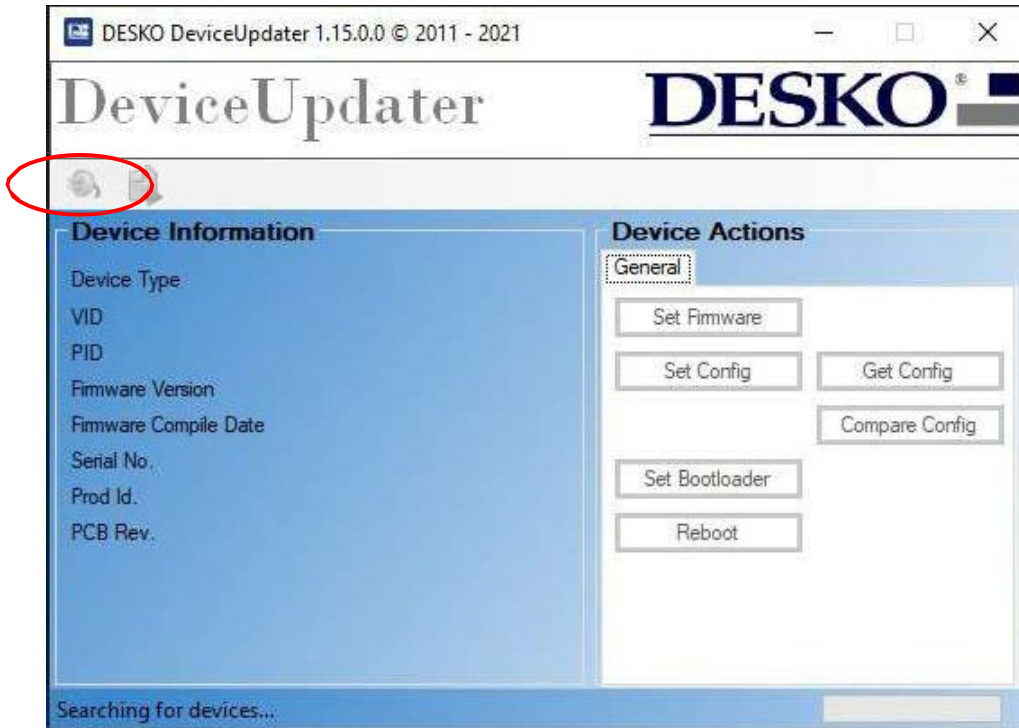 DESKO DeviceUpdater 1.15.0.0 © 2011 - 2021
DeviceUpdater
DESKO®
Device Information
Device Type
VID
PID
Firmware Version
Firmware Compile Date
Serial No.
Prod Id.
PCB Rev.
Device Actions
General
Set Firmware
Set Config
Get Config
Compare Config
Set Bootloader
Reboot
Searching for devices...